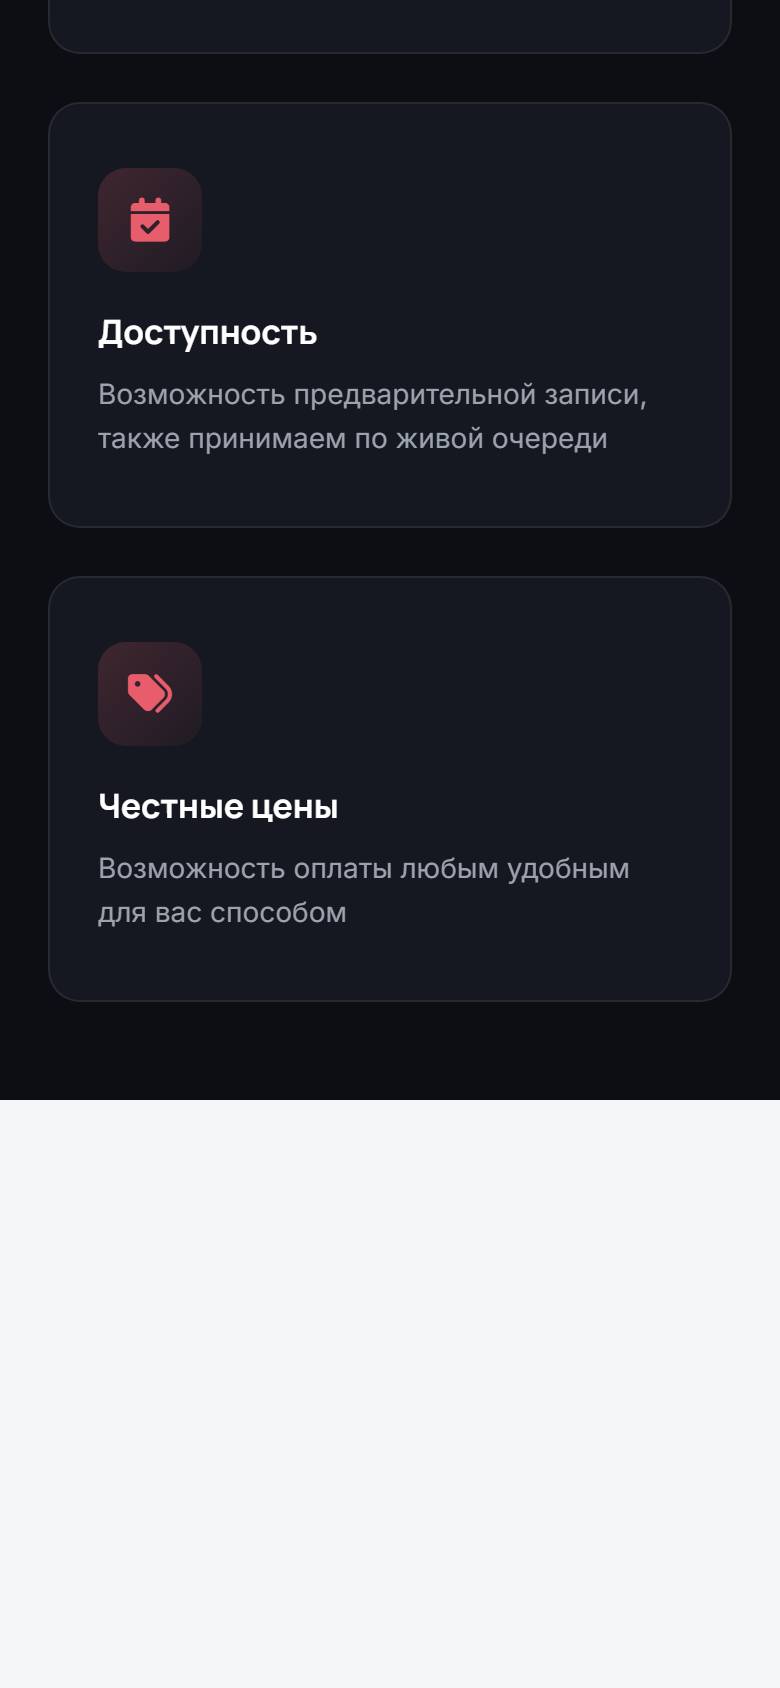 Доступность
Возможность предварительной записи,
также принимаем по живой очереди
Честные цены
Возможность оплаты любым удобным
для вас способом